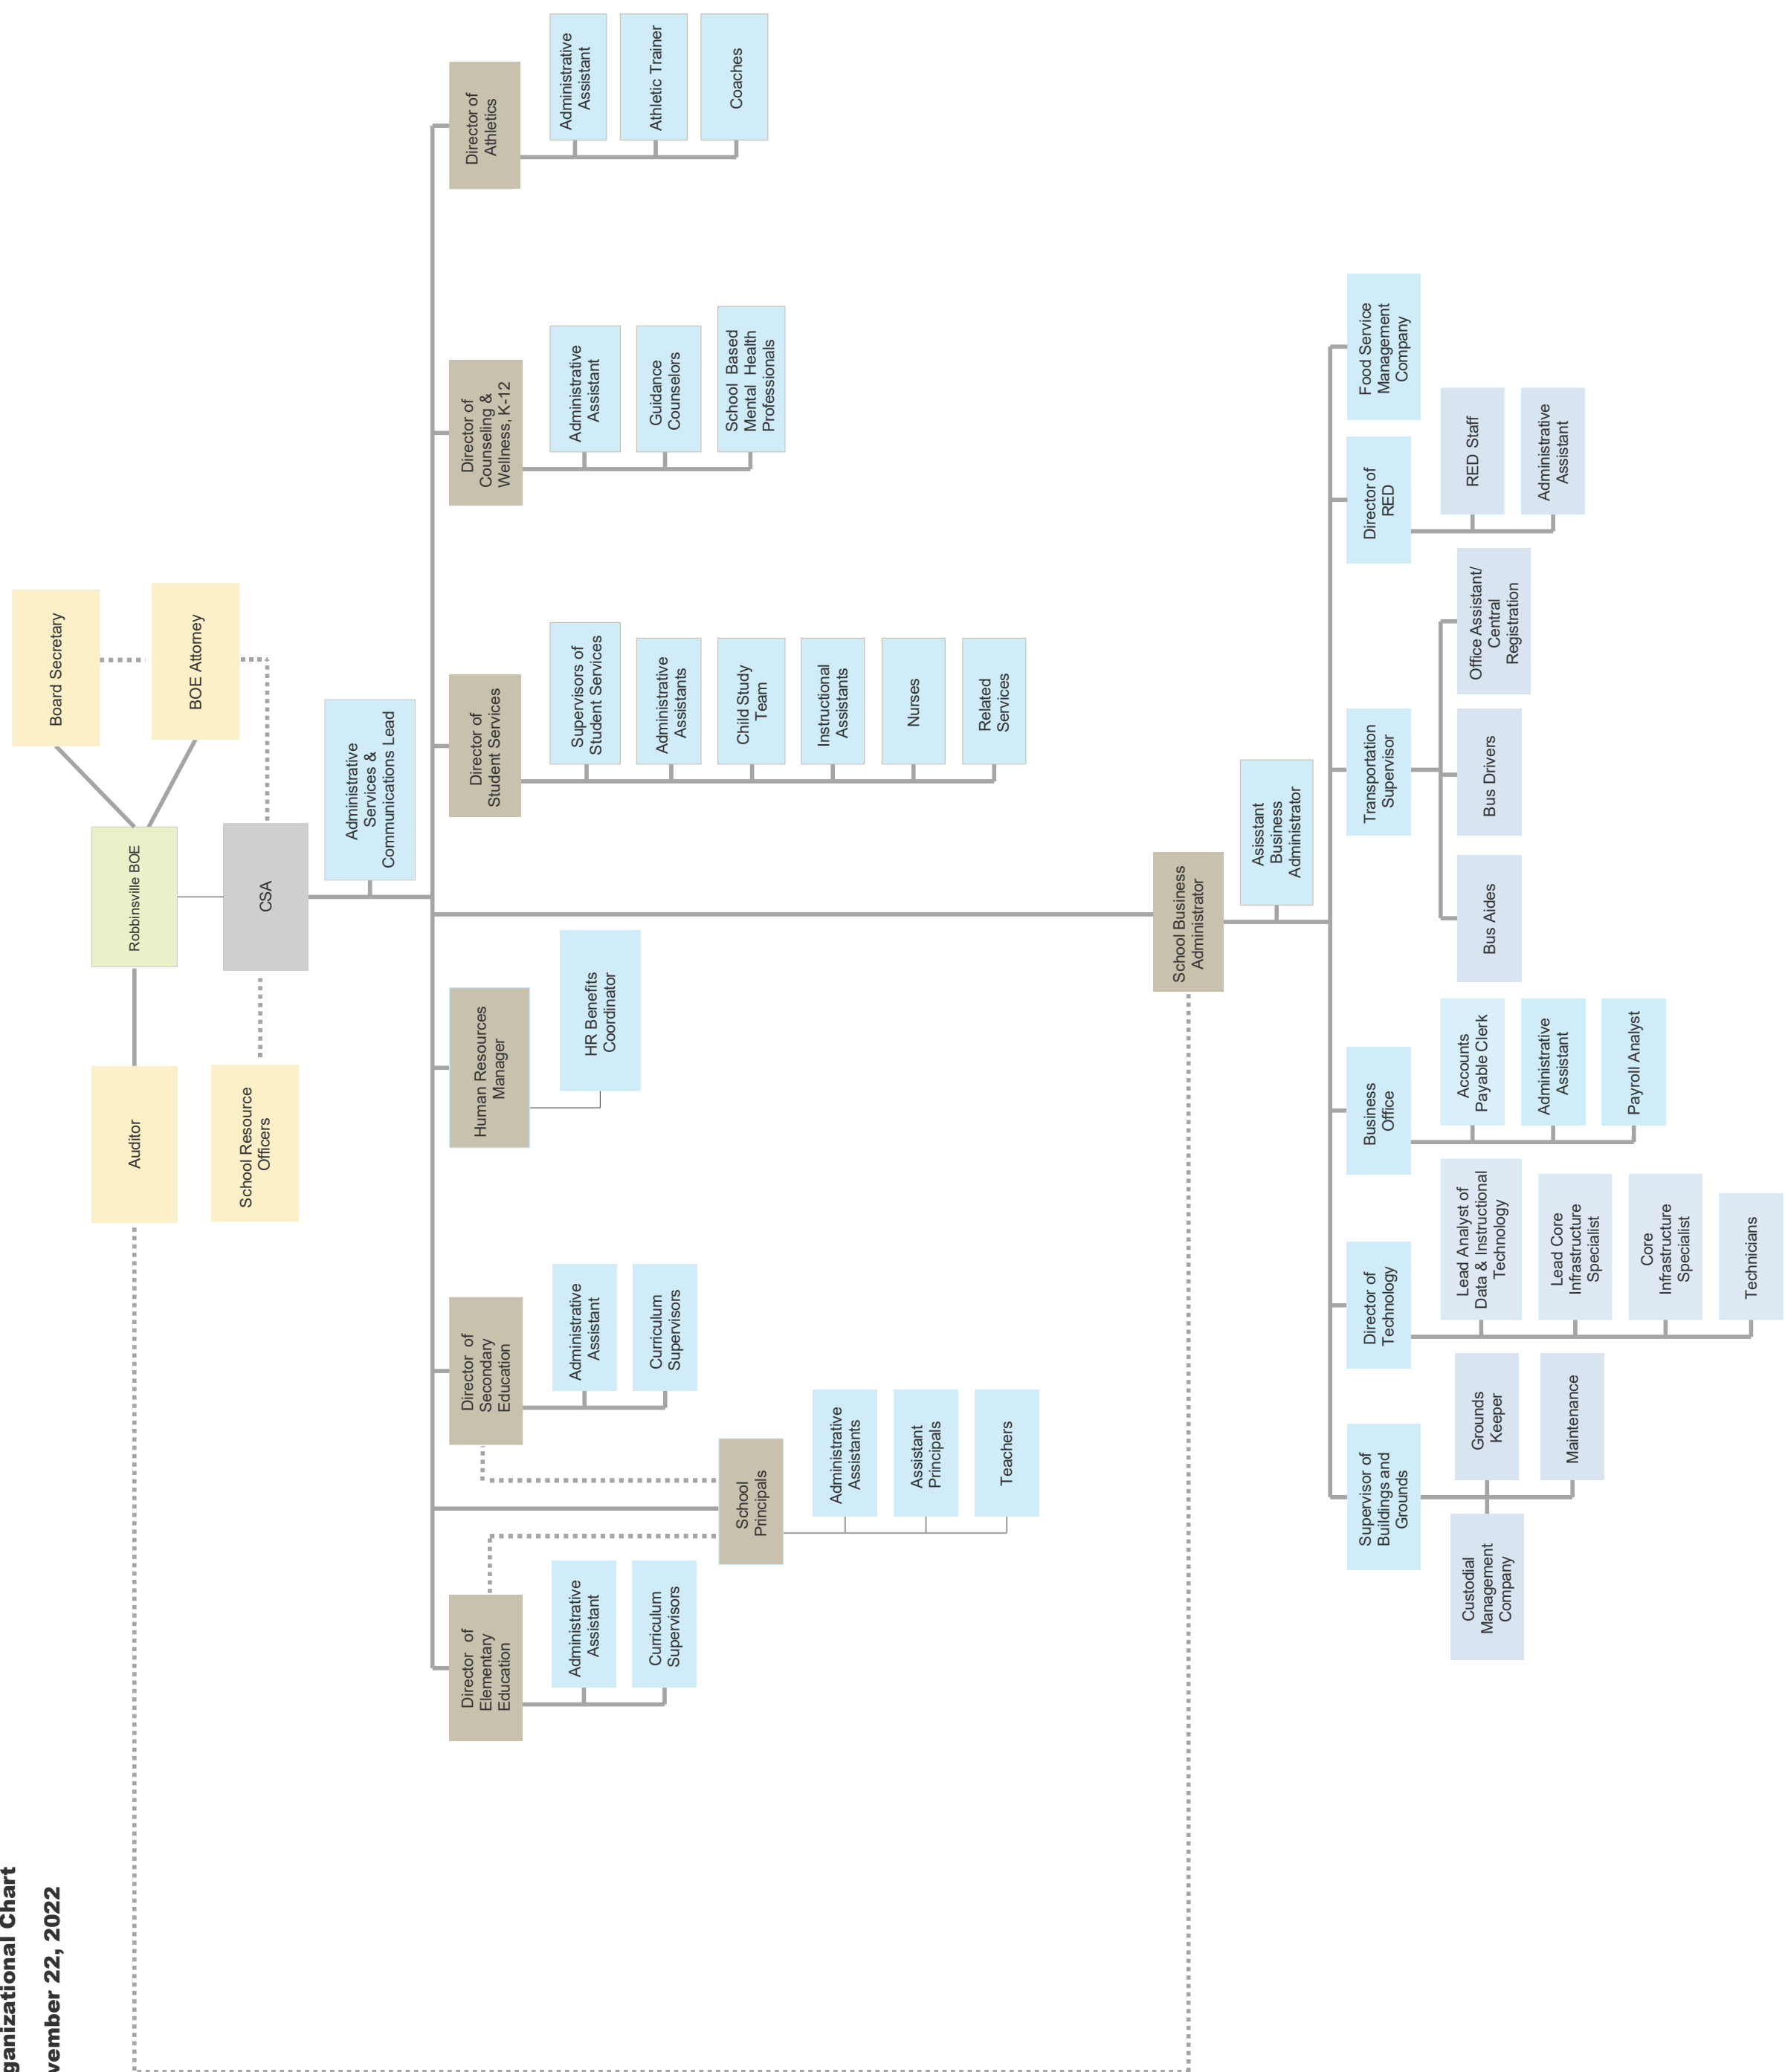 ganizational Chart
vember 22, 2022
Board Secretary
Auditor
Robbinsville BOE
BOE Attorney
School Resource
Officers
CSA
Administrative
Services &
Communications Lead
Director of
Elementary
Education
Administrative
Assistant
Curriculum
Supervisors
School
Principals
Administrative
Assistants
Assistant
Principals
Teachers
Director of
Secondary
Education
Administrative
Assistant
Curriculum
Supervisors
Human Resources
Manager
HR Benefits
Coordinator
Director of
Student Services
Supervisors of
Student Services
Administrative
Assistants
Child Study
Team
Instructional
Assistants
Nurses
Related
Services
Director of
Counseling &
Wellness, K-12
Administrative
Assistant
Guidance
Counselors
School Based
Mental Health
Professionals
Director of
Athletics
Administrative
Assistant
Athletic Trainer
Coaches
School Business
Administrator
Asisstant
Business
Administrator
Supervisor of
Buildings and
Grounds
Custodial
Management
Company
Grounds
Keeper
Maintenance
Director of
Technology
Lead Analyst of
Data & Instructional
Technology
Lead Core
Infrastructure
Specialist
Core
Infrastructure
Specialist
Technicians
Business
Office
Accounts
Payable Clerk
Administrative
Assistant
Payroll Analyst
Transportation
Supervisor
Bus Aides
Bus Drivers
Office Assistant/
Central
Registration
Director of
RED
RED Staff
Administrative
Assistant
Food Service
Management
Company